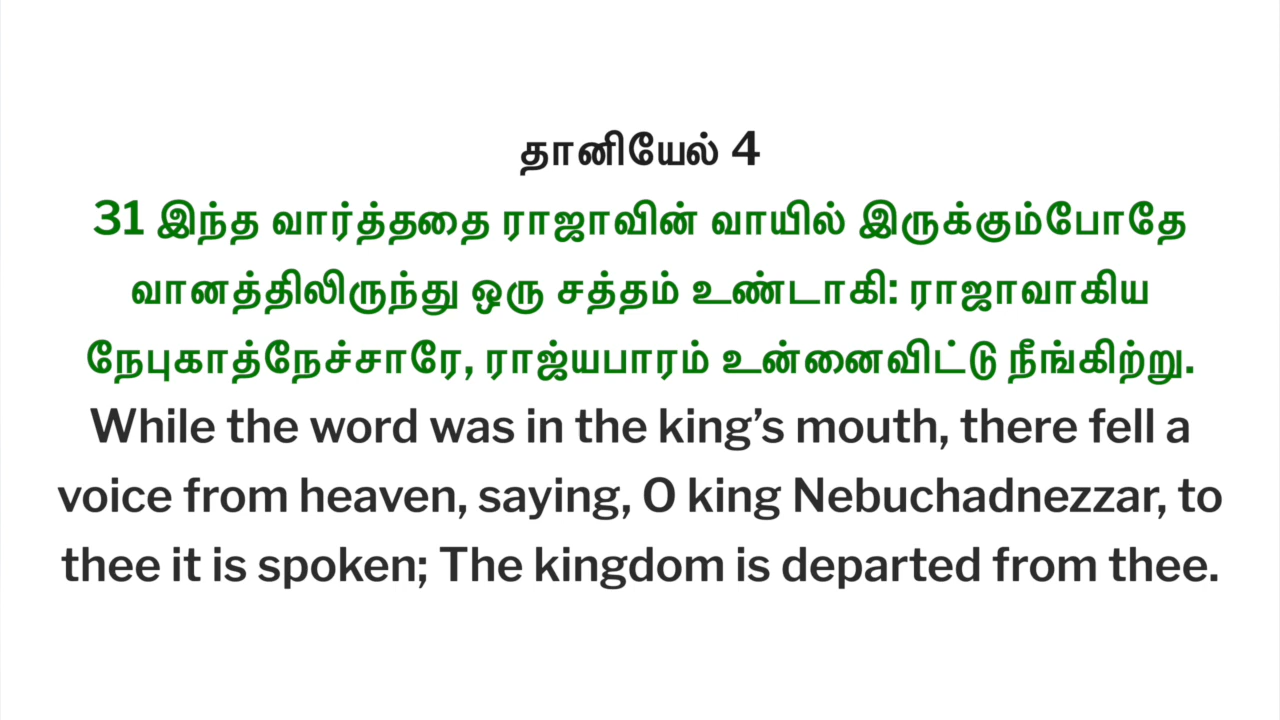 தானியேல் 4
31 இந்த வார்த்ததை ராஜாவின் வாயில் இருக்கும்போதே
வானத்திலிருந்து ஒரு சத்தம் உண்டாகி: ராஜாவாகிய
நேபுகாத்நேச்சாரே, ராஜ்யபாரம் உன்னைவிட்டு நீங்கிற்று.
While the word was in the king’s mouth, there fell a
voice from heaven, saying, O king Nebuchadnezzar, to
thee it is spoken; The kingdom is departed from thee.